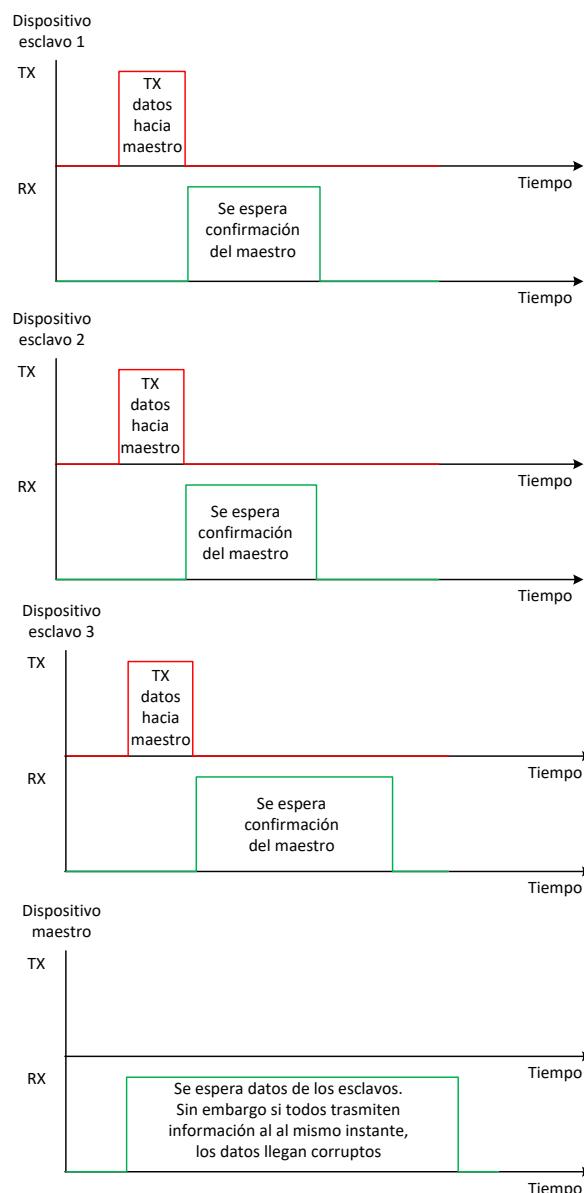 Dispositivo
esclavo 1
TX
TX
datos
hacia
maestro
RX
Tiempo
Se espera
confirmación
del maestro
Tiempo
Dispositivo
esclavo 2
TX
TX
datos
hacia
maestro
RX
Tiempo
Se espera
confirmación
del maestro
Tiempo
Dispositivo
esclavo 3
TX
TX
datos
hacia
maestro
RX
Tiempo
Se espera
confirmación
del maestro
Tiempo
Dispositivo
maestro
TX
RX
Tiempo
Se espera datos de los esclavos.
Sin embargo si todos trasmiten
información al al mismo instante,
los datos llegan corruptos
Tiempo